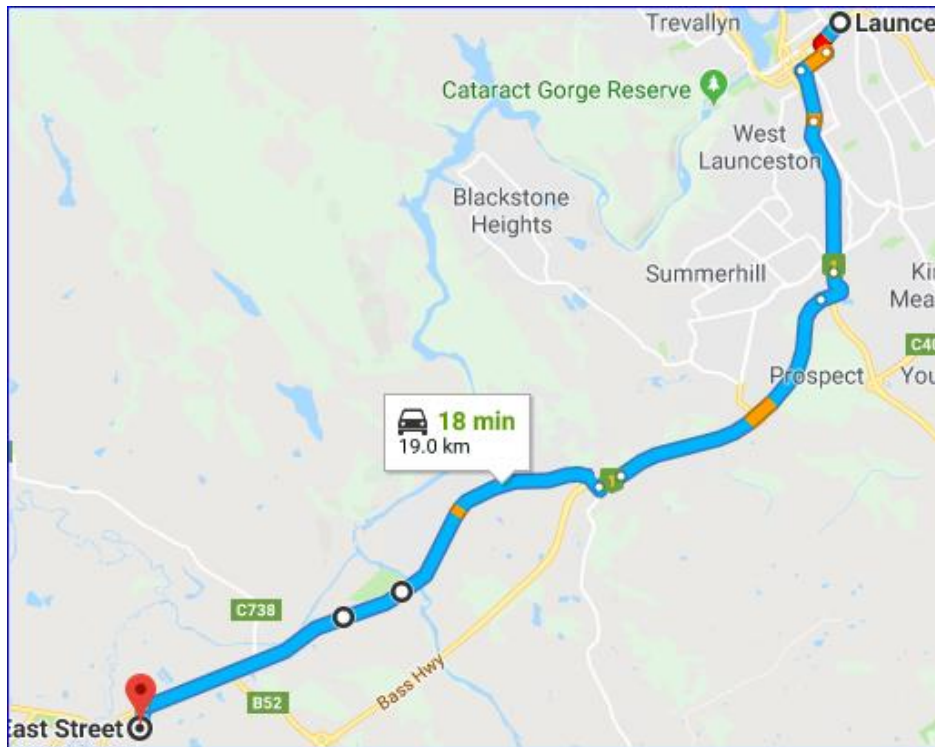 Trevallyn
Launce
Cataract Gorge Reserve
West
Launceston
Blackstone
Heights
Summerhill
1
Ki
Mea
C40
Prospect
You
18 min
19.0 km
1
C738
Bass Hwy
B52
East Street